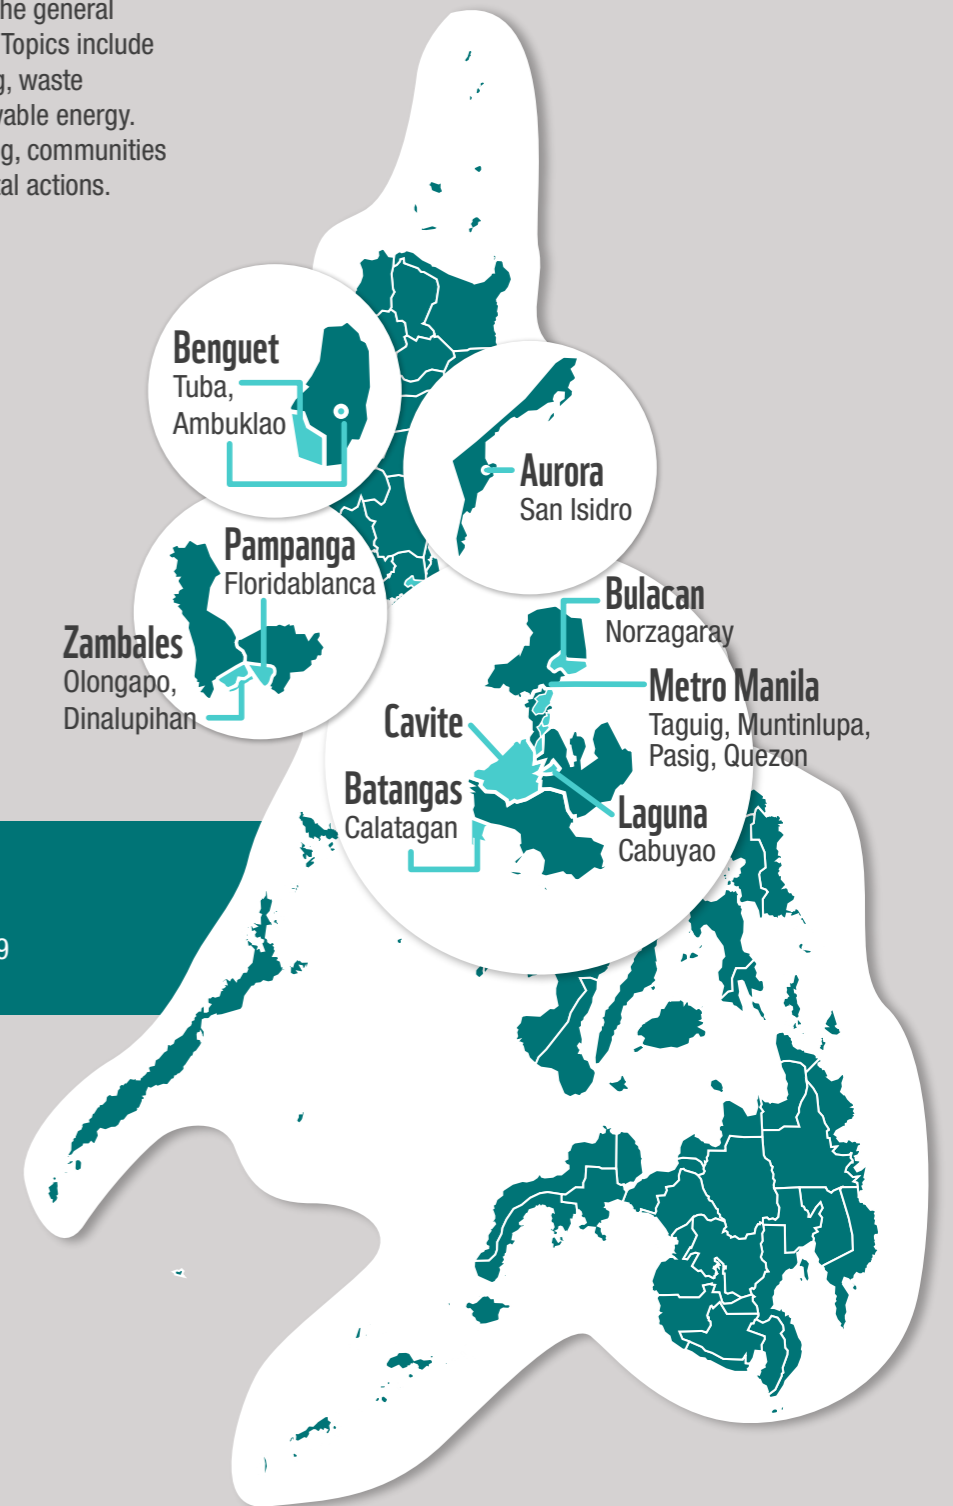 he general
Topics include
g, waste
vable energy.
g, communities
al actions.
Benguet
Tuba,
Ambuklao
Aurora
San Isidro
Pampanga
Floridablanca
Zambales
Olongapo,
Dinalupihan
Bulacan
Norzagaray
Metro Manila
Taguig, Muntinlupa,
Pasig, Quezon
Cavite
Batangas
Calatagan
Laguna
Cabuyao
9